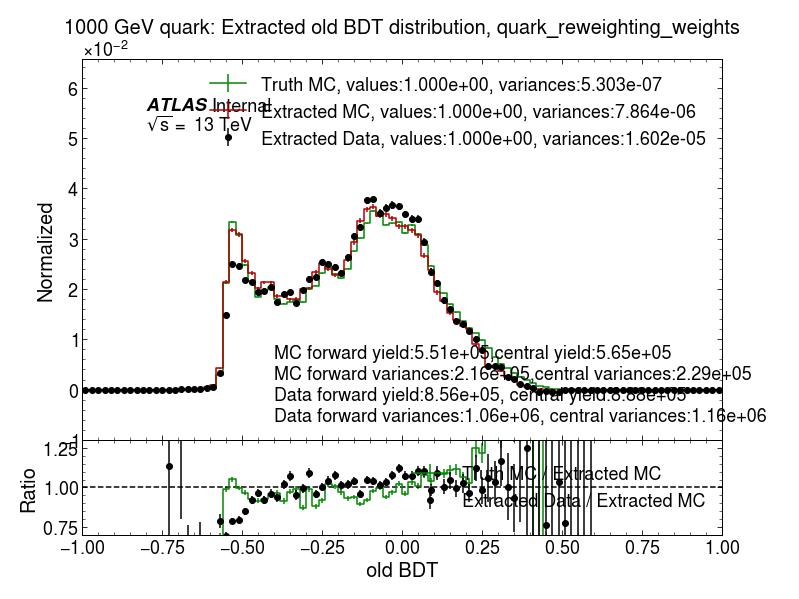 1000 GeV quark: Extracted old BDT distribution, quark_reweighting_weights
×10⁻²
Truth MC, values:1.000e+00, variances:5.303e-07
ATLAS Internal
Extracted MC, values:1.000e+00, variances:7.864e-06
√s = 13 TeV
Extracted Data, values:1.000e+00, variances:1.602e-05
6
5
4
3
2
1
0
1
Normalized
MC forward yield:5.51e+05,central yield:5.65e+05
MC forward variances:2.16e+05,central variances:2.29e+05
Data forward yield:8.56e+05, central yield:8.88e+05
Data forward variances:1.06e+06, central variances:1.16e+06
1.25
1.00
0.75
Ratio
Truth MC / Extracted MC
Extracted Data / Extracted MC
−1.00 −0.75 −0.50 −0.25 0.00 0.25 0.50 0.75 1.00
old BDT